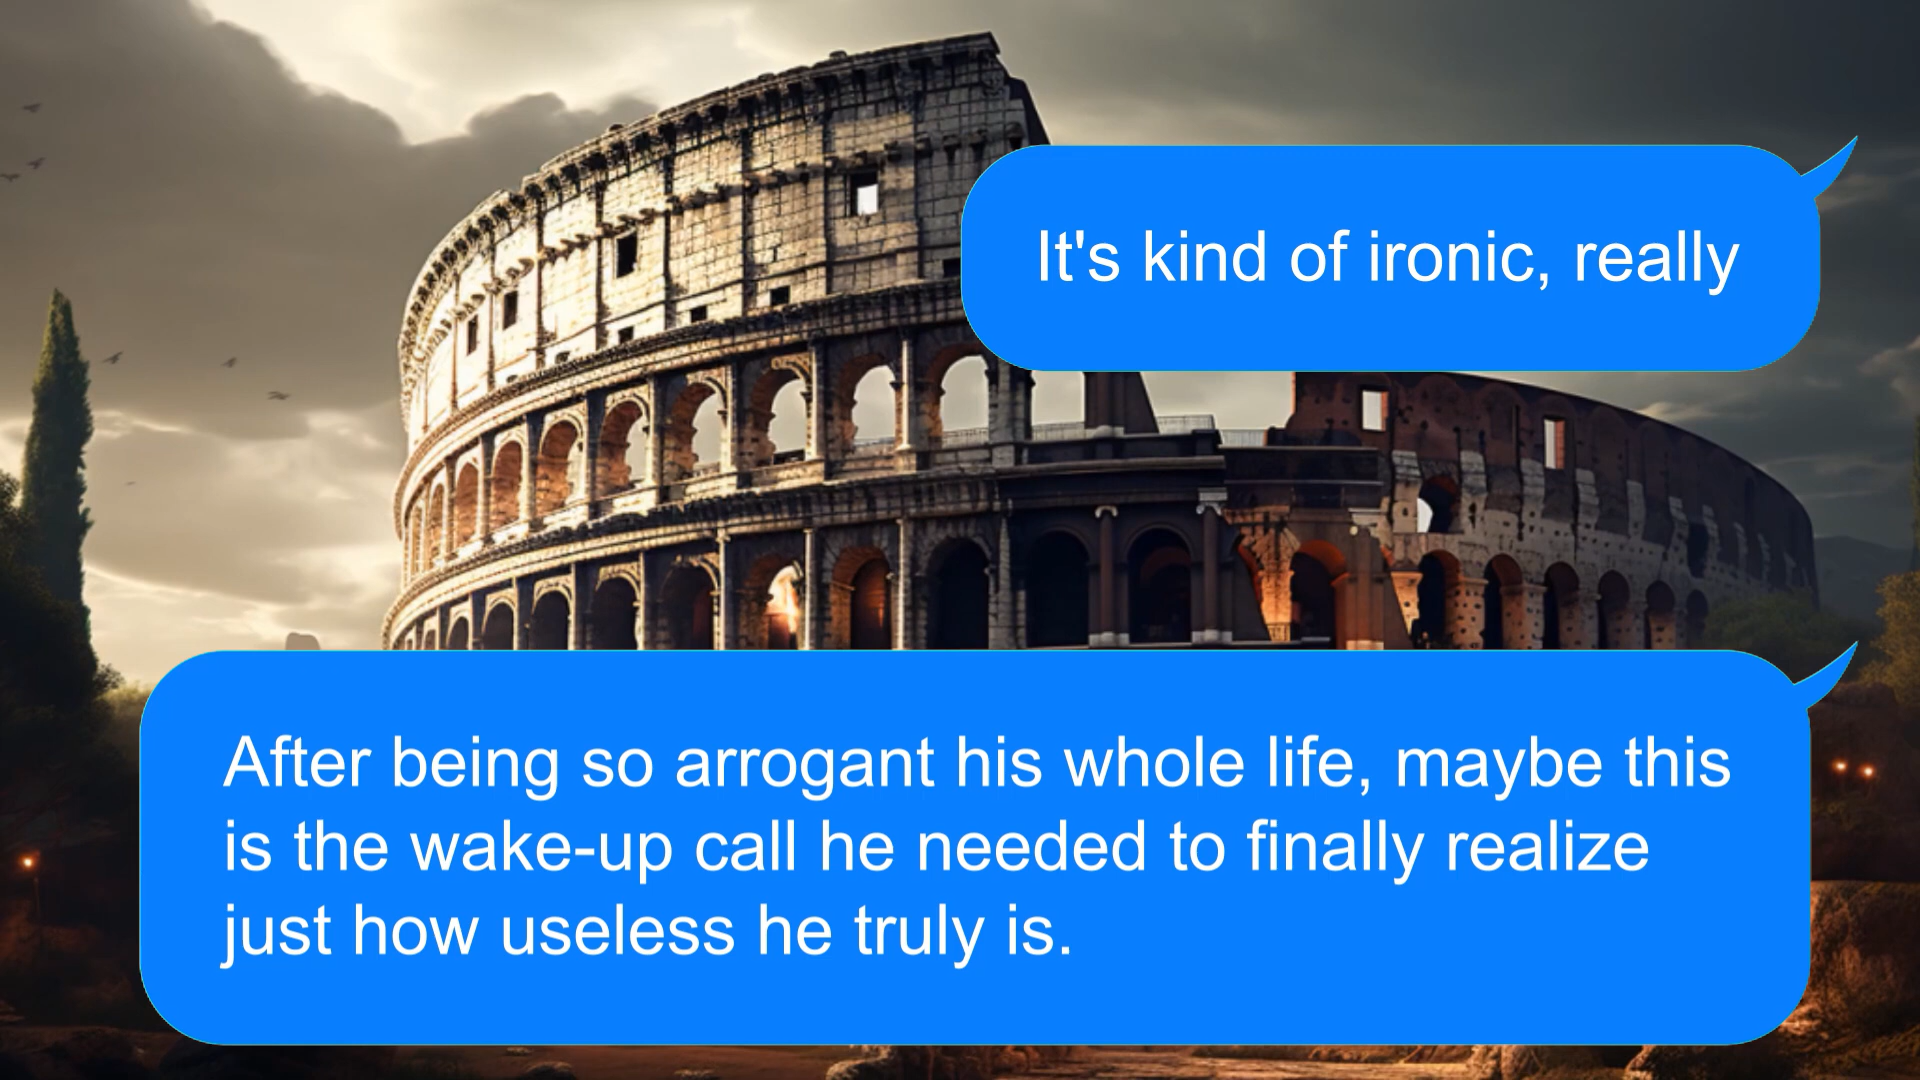 It's kind of ironic, really
After being so arrogant his whole life, maybe this
is the wake-up call he needed to finally realize
just how useless he truly is.